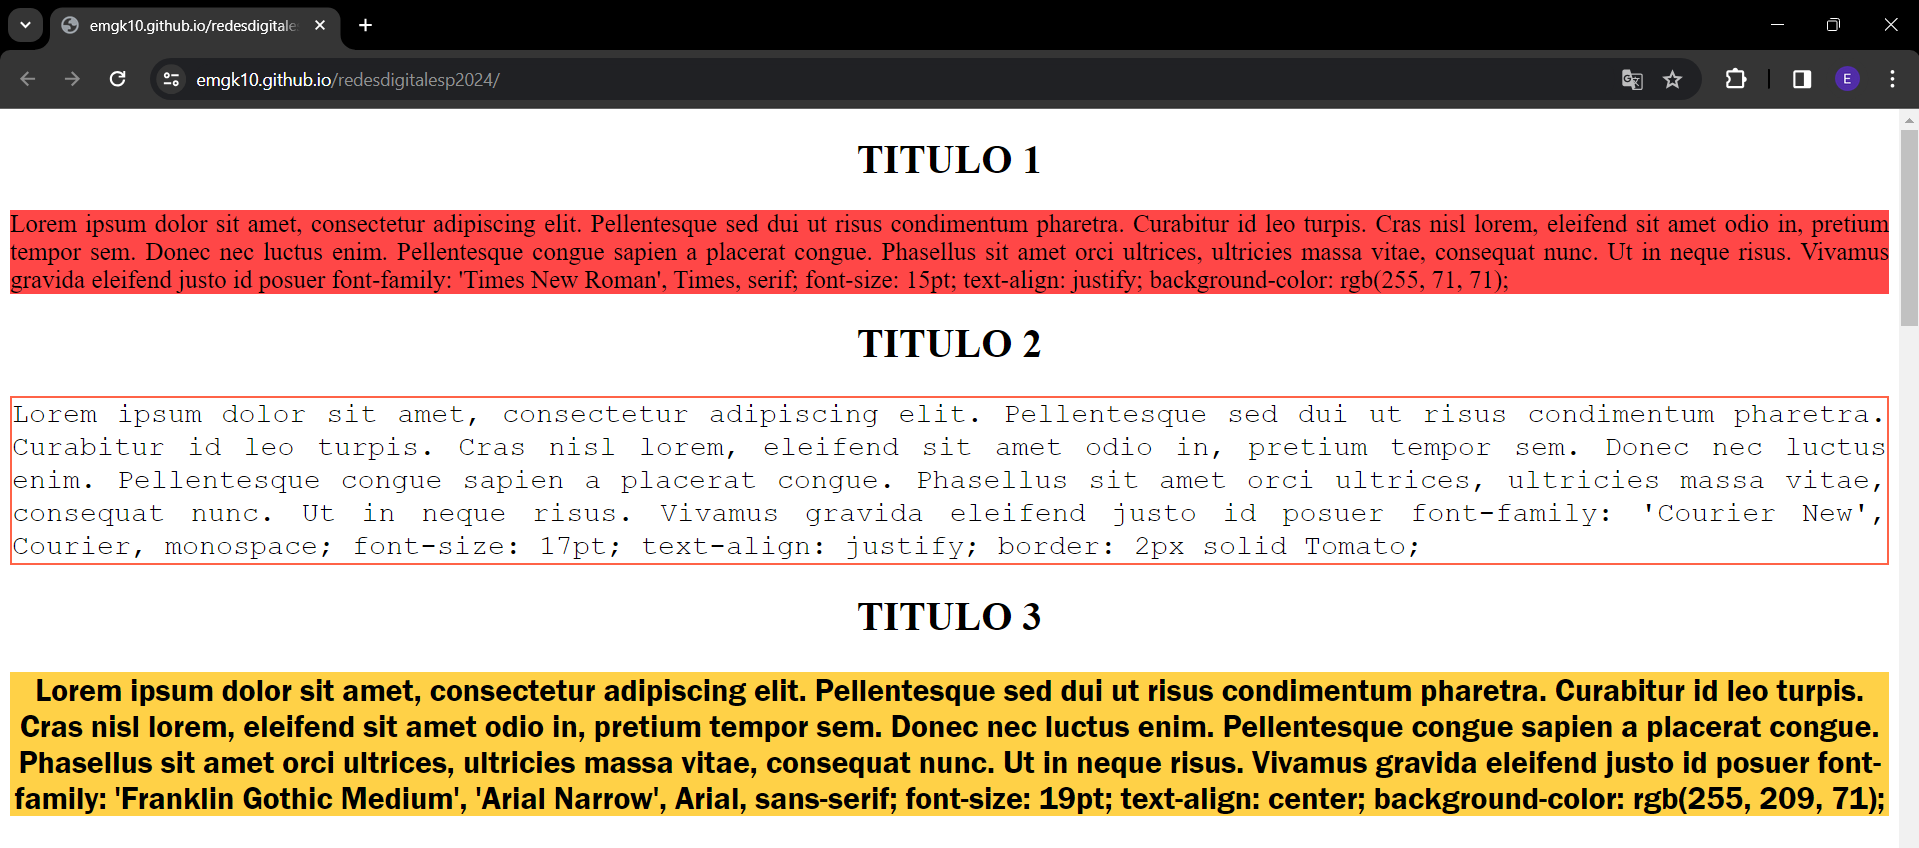 emgk10.github.io/redesdigitale
emgk10.github.io/redesdigitalesp2024/
E
TITULO 1
Lorem ipsum dolor sit amet, consectetur adipiscing elit. Pellentesque sed dui ut risus condimentum pharetra. Curabitur id leo turpis. Cras nisl lorem, eleifend sit amet odio in, pretium
tempor sem. Donec nec luctus enim. Pellentesque congue sapien a placerat congue. Phasellus sit amet orci ultrices, ultricies massa vitae, consequat nunc. Ut in neque risus. Vivamus
gravida eleifend justo id posuer font-family: 'Times New Roman', Times, serif; font-size: 15pt; text-align: justify; background-color: rgb(255, 71, 71);
TITULO 2
Lorem ipsum dolor sit amet, consectetur adipiscing elit. Pellentesque sed dui ut risus condimentum pharetra.
Curabitur id leo turpis. Cras nisl lorem, eleifend sit amet odio in, pretium tempor sem. Donec nec luctus
enim. Pellentesque congue sapien a placerat congue. Phasellus sit amet orci ultrices, ultricies massa vitae,
consequat nunc. Ut in neque risus. Vivamus gravida eleifend justo id posuer font-family: 'Courier New',
Courier, monospace; font-size: 17pt; text-align: justify; border: 2px solid Tomato;
TITULO 3
Lorem ipsum dolor sit amet, consectetur adipiscing elit. Pellentesque sed dui ut risus condimentum pharetra. Curabitur id leo turpis.
Cras nisl lorem, eleifend sit amet odio in, pretium tempor sem. Donec nec luctus enim. Pellentesque congue sapien a placerat congue.
Phasellus sit amet orci ultrices, ultricies massa vitae, consequat nunc. Ut in neque risus. Vivamus gravida eleifend justo id posuer font-
family: 'Franklin Gothic Medium', 'Arial Narrow', Arial, sans-serif; font-size: 19pt; text-align: center; background-color: rgb(255, 209, 71);